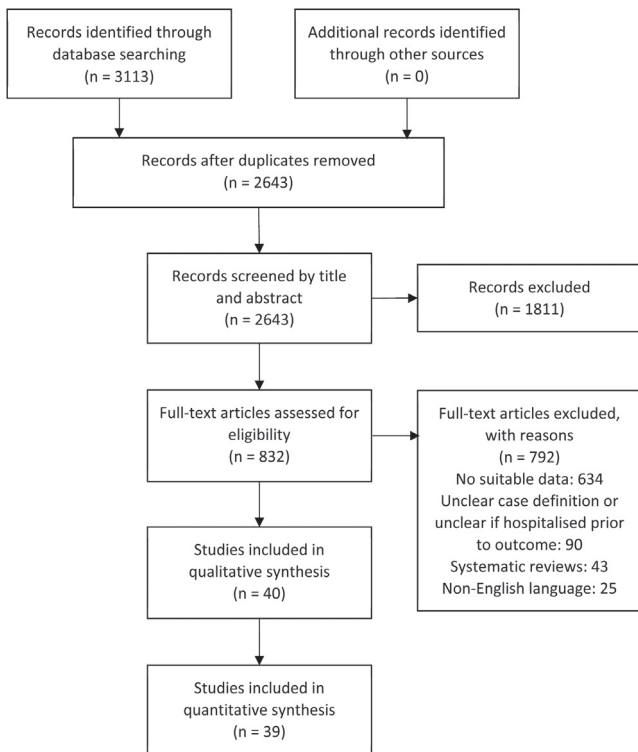 Records identified through
database searching
(n = 3113)
Additional records identified
through other sources
(n = 0)
Records after duplicates removed
(n = 2643)
Records screened by title
and abstract
(n = 2643)
Records excluded
(n = 1811)
Full-text articles assessed for
eligibility
(n = 832)
Full-text articles excluded,
with reasons
(n = 792)
No suitable data: 634
Unclear case definition or
unclear if hospitalised prior
to outcome: 90
Systematic reviews: 43
Non-English language: 25
Studies included in
qualitative synthesis
(n = 40)
Studies included in
quantitative synthesis
(n = 39)